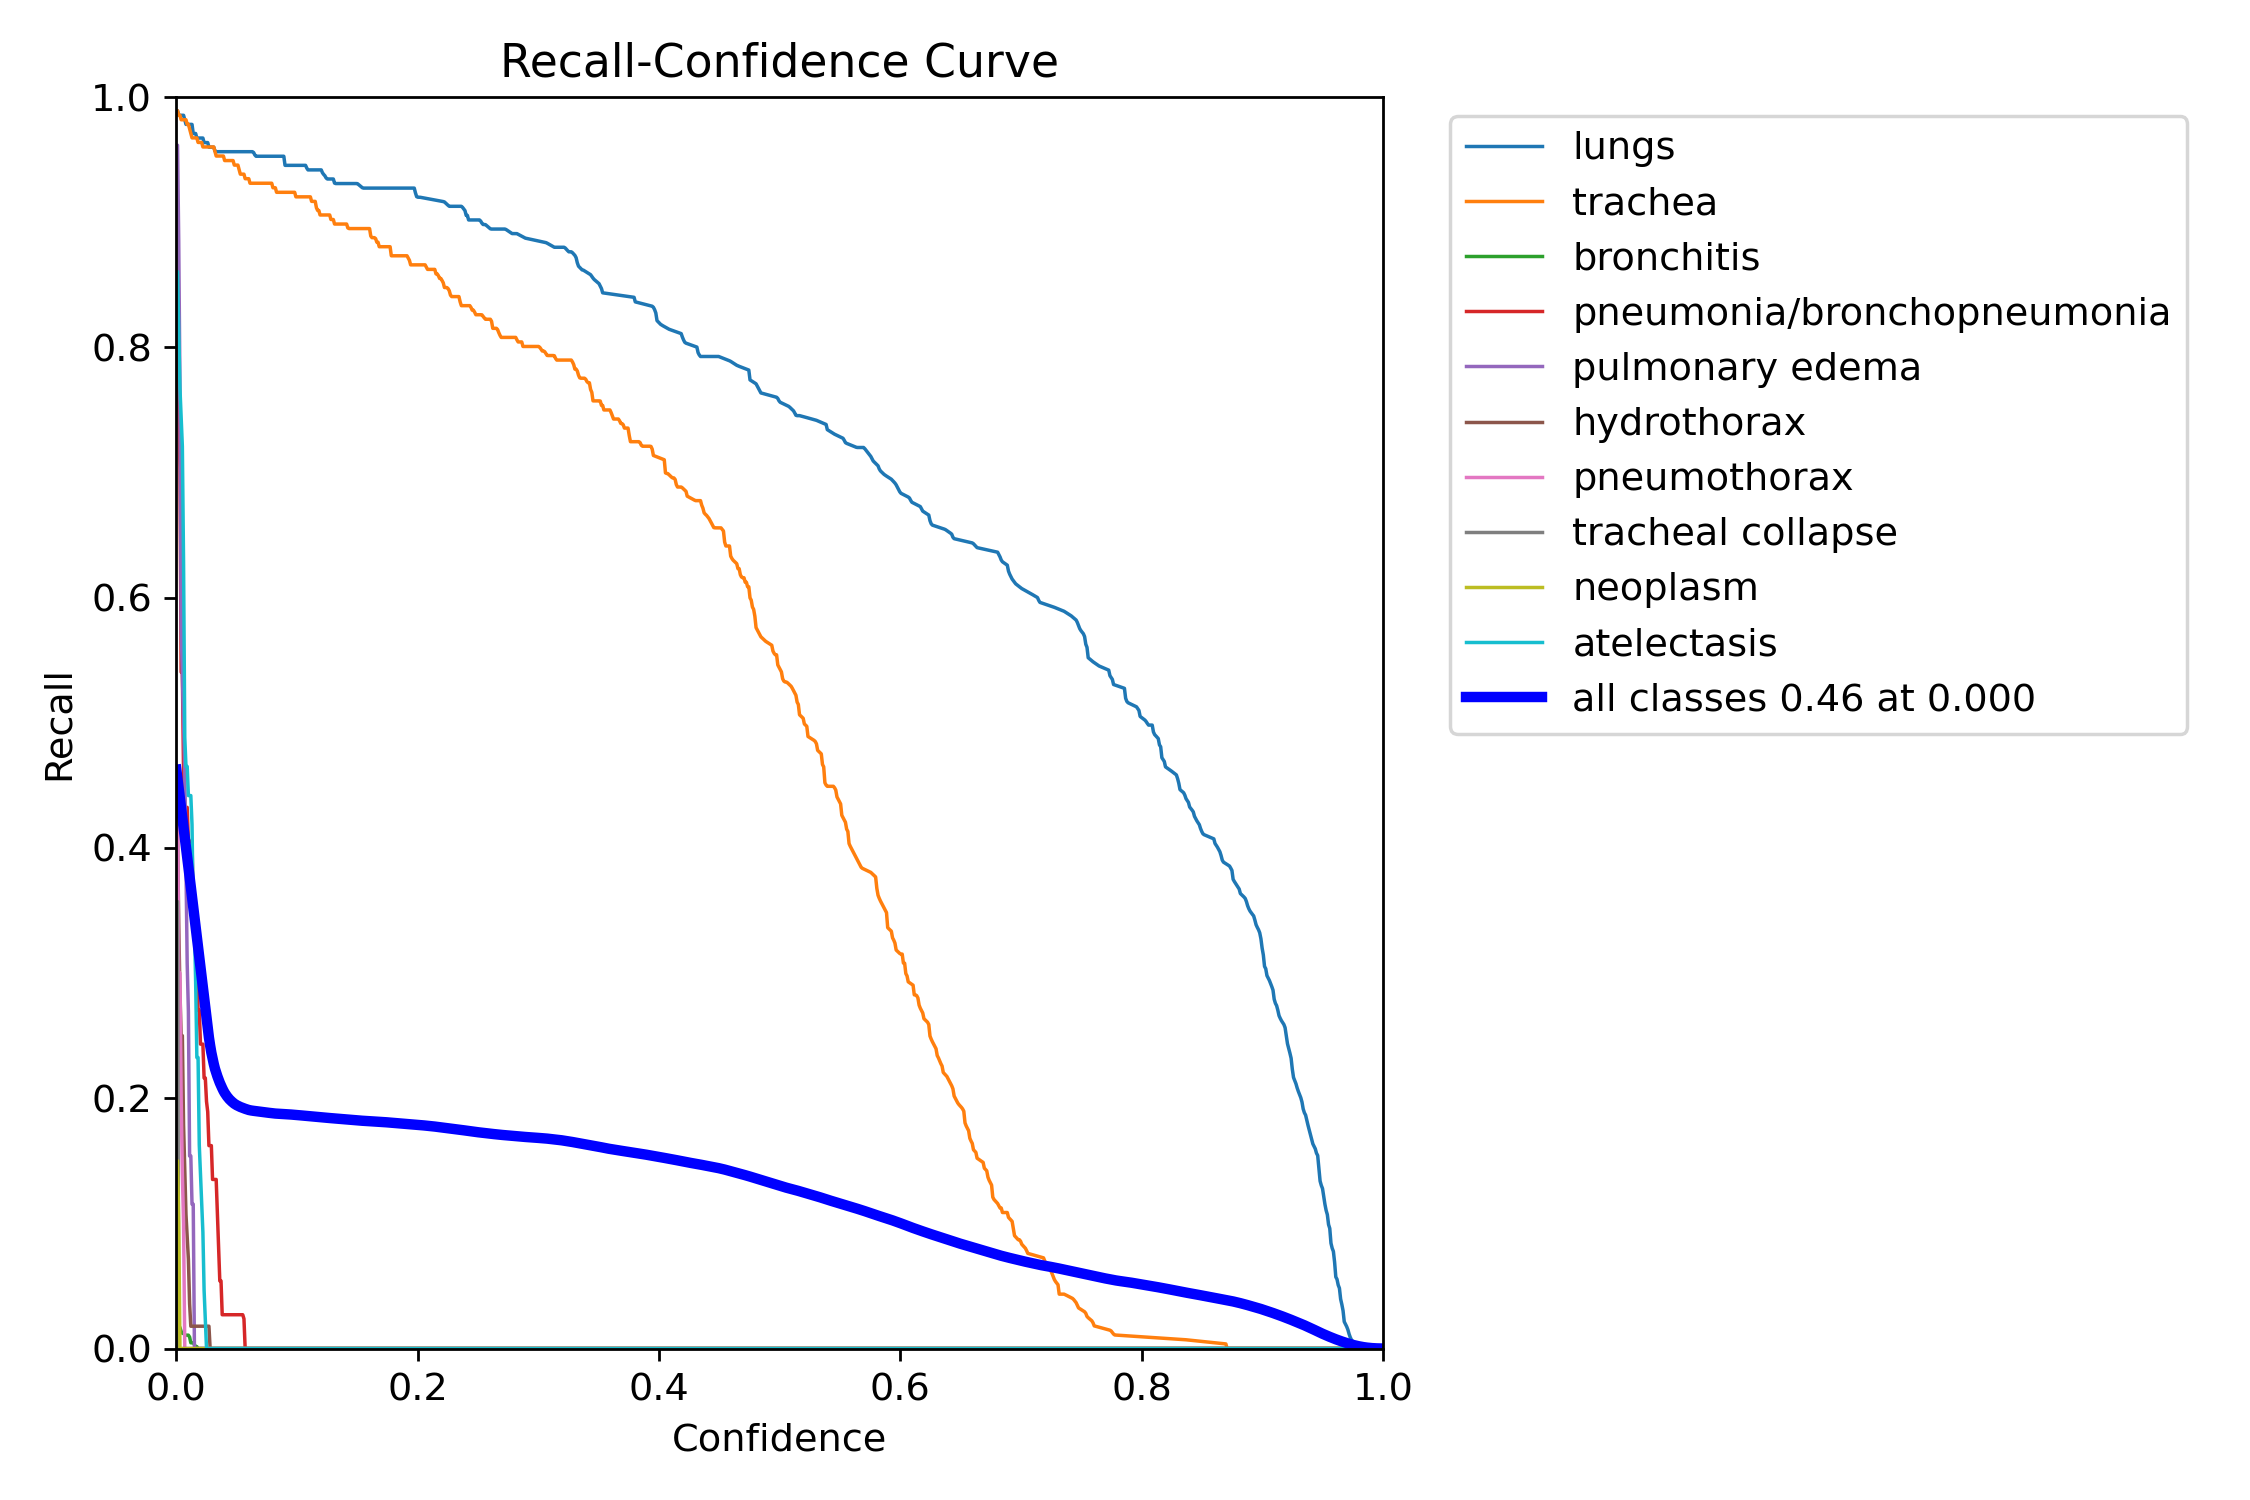 Recall-Confidence Curve
1.0
0.8
0.6
0.4
0.2
0.0
Recall
0.0 0.2 0.4 0.6 0.8 1.0
Confidence
lungs
trachea
bronchitis
pneumonia/bronchopneumonia
pulmonary edema
hydrothorax
pneumothorax
tracheal collapse
neoplasm
atelectasis
all classes 0.46 at 0.000